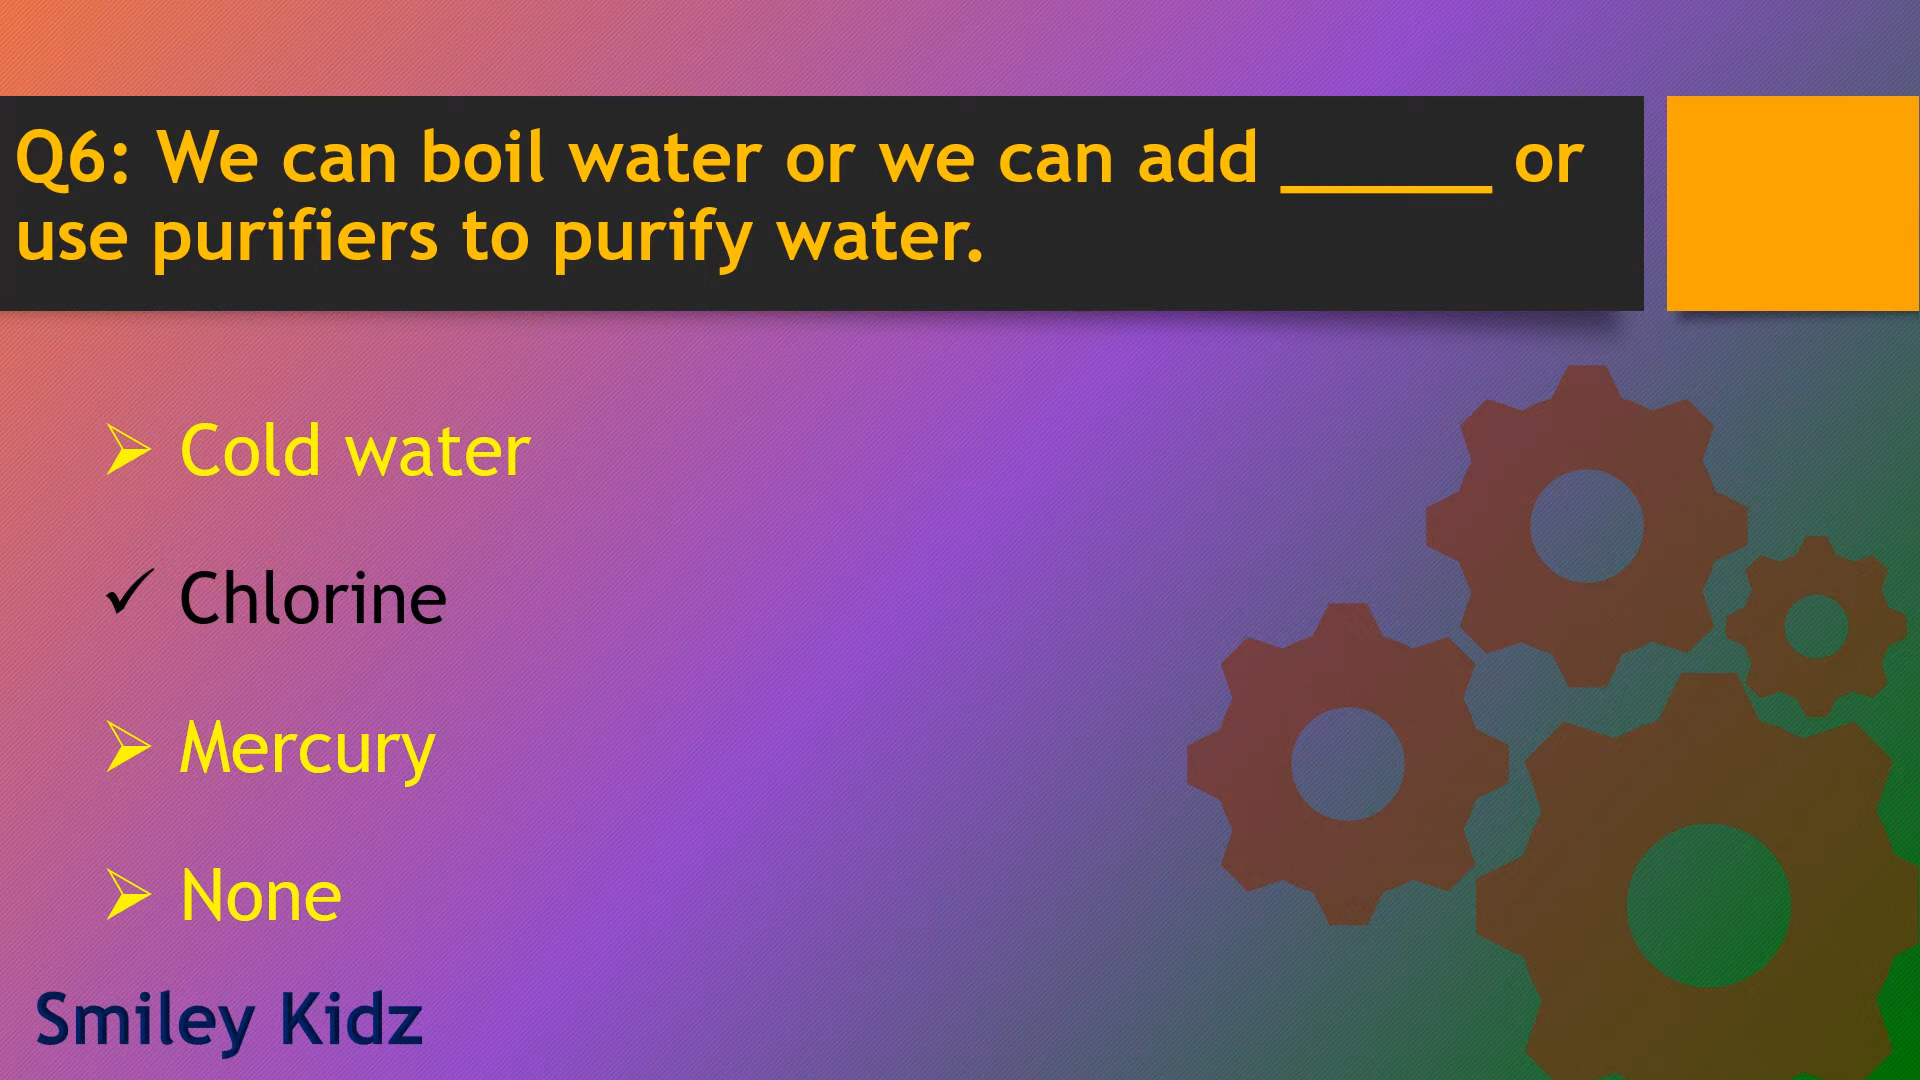 Q6: We can boil water or we can add ______ or
use purifiers to purify water.
Cold water
Chlorine
Mercury
None
Smiley Kidz